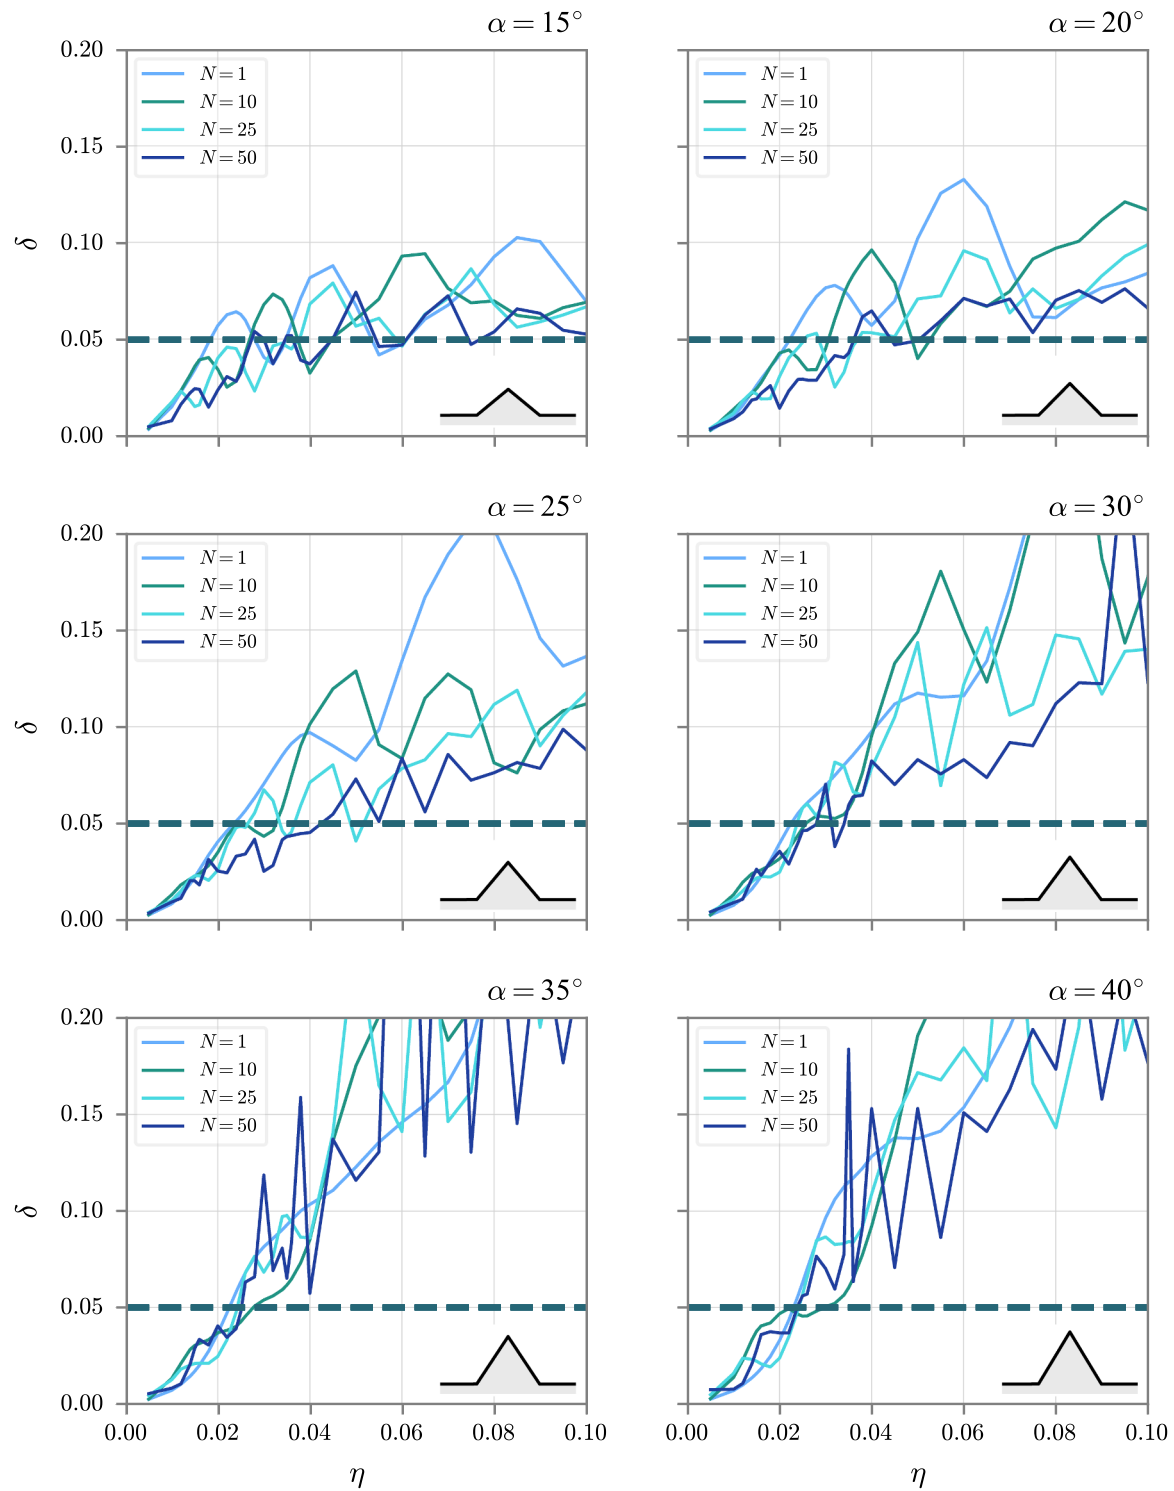 α = 15°
α = 20°
0.20
0.15
0.10
0.05
0.00
δ
N = 1
N = 10
N = 25
N = 50
N = 1
N = 10
N = 25
N = 50
α = 25°
α = 30°
0.20
0.15
0.10
0.05
0.00
δ
N = 1
N = 10
N = 25
N = 50
N = 1
N = 10
N = 25
N = 50
α = 35°
α = 40°
0.20
0.15
0.10
0.05
0.00
δ
N = 1
N = 10
N = 25
N = 50
N = 1
N = 10
N = 25
N = 50
0.00 0.02 0.04 0.06 0.08 0.10
0.00 0.02 0.04 0.06 0.08 0.10
η
η